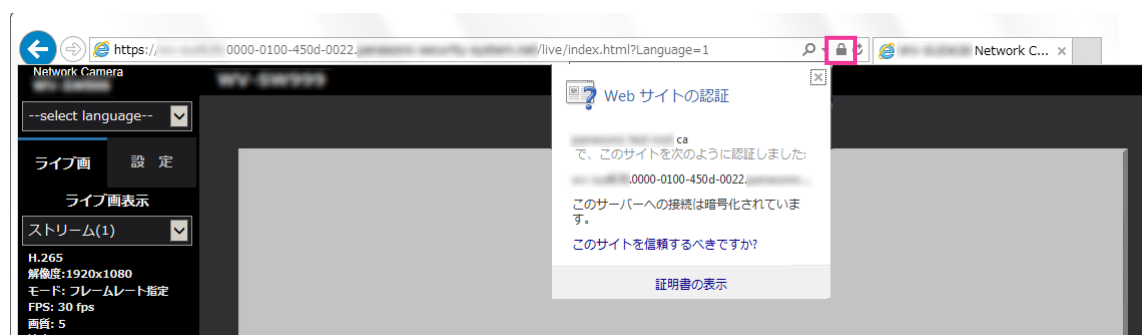 https:// 0000-0100-450d-0022. /live/index.html?Language=1
Network C...
Network Camera
--select language--
ライブ画 設 定
ライブ画表示
ストリーム(1)
H.265
解像度:1920x1080
モード: フレームレート指定
FPS: 30 fps
画質: 5
Web サイトの認証
ca
で、このサイトを次のように認証しました:
.0000-0100-450d-0022.
このサーバーへの接続は暗号化されていま
す。
このサイトを信頼するべきですか?
証明書の表示